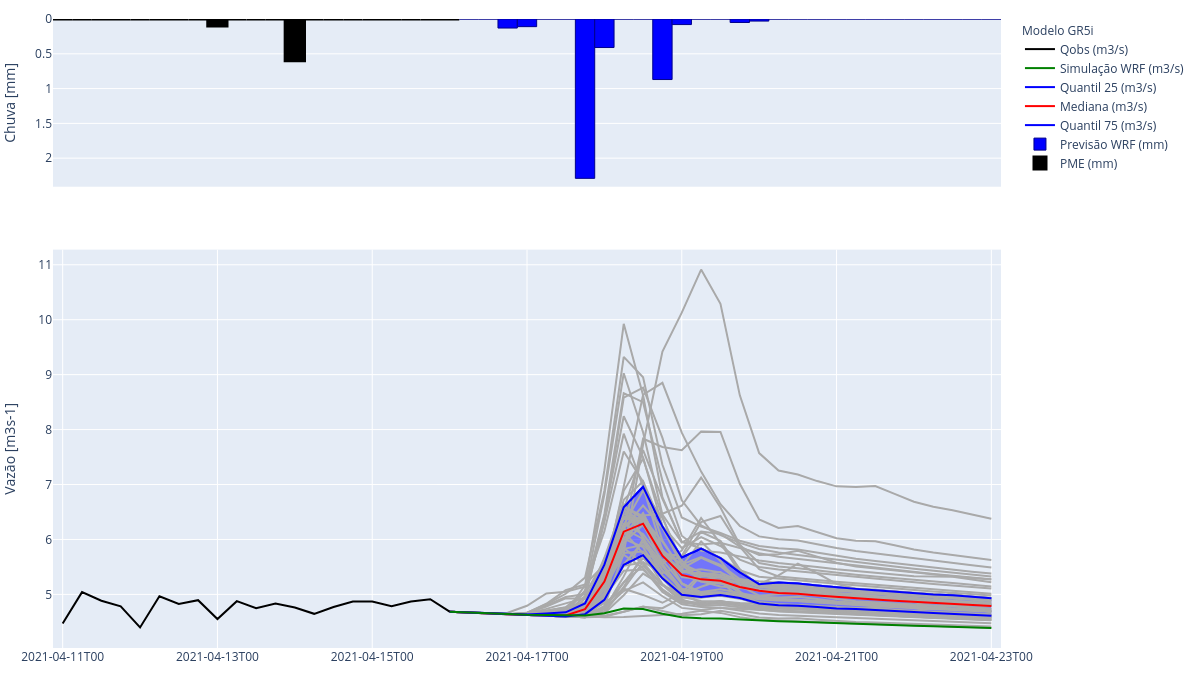 0
0.5
1
1.5
2
Chuva [mm]
Modelo GR5i
Qobs (m3/s)
Simulação WRF (m3/s)
Quantil 25 (m3/s)
Mediana (m3/s)
Quantil 75 (m3/s)
Previsão WRF (mm)
PME (mm)
11
10
9
8
7
6
5
Vazão [m3s-1]
2021-04-11T00
2021-04-13T00
2021-04-15T00
2021-04-17T00
2021-04-19T00
2021-04-21T00
2021-04-23T00